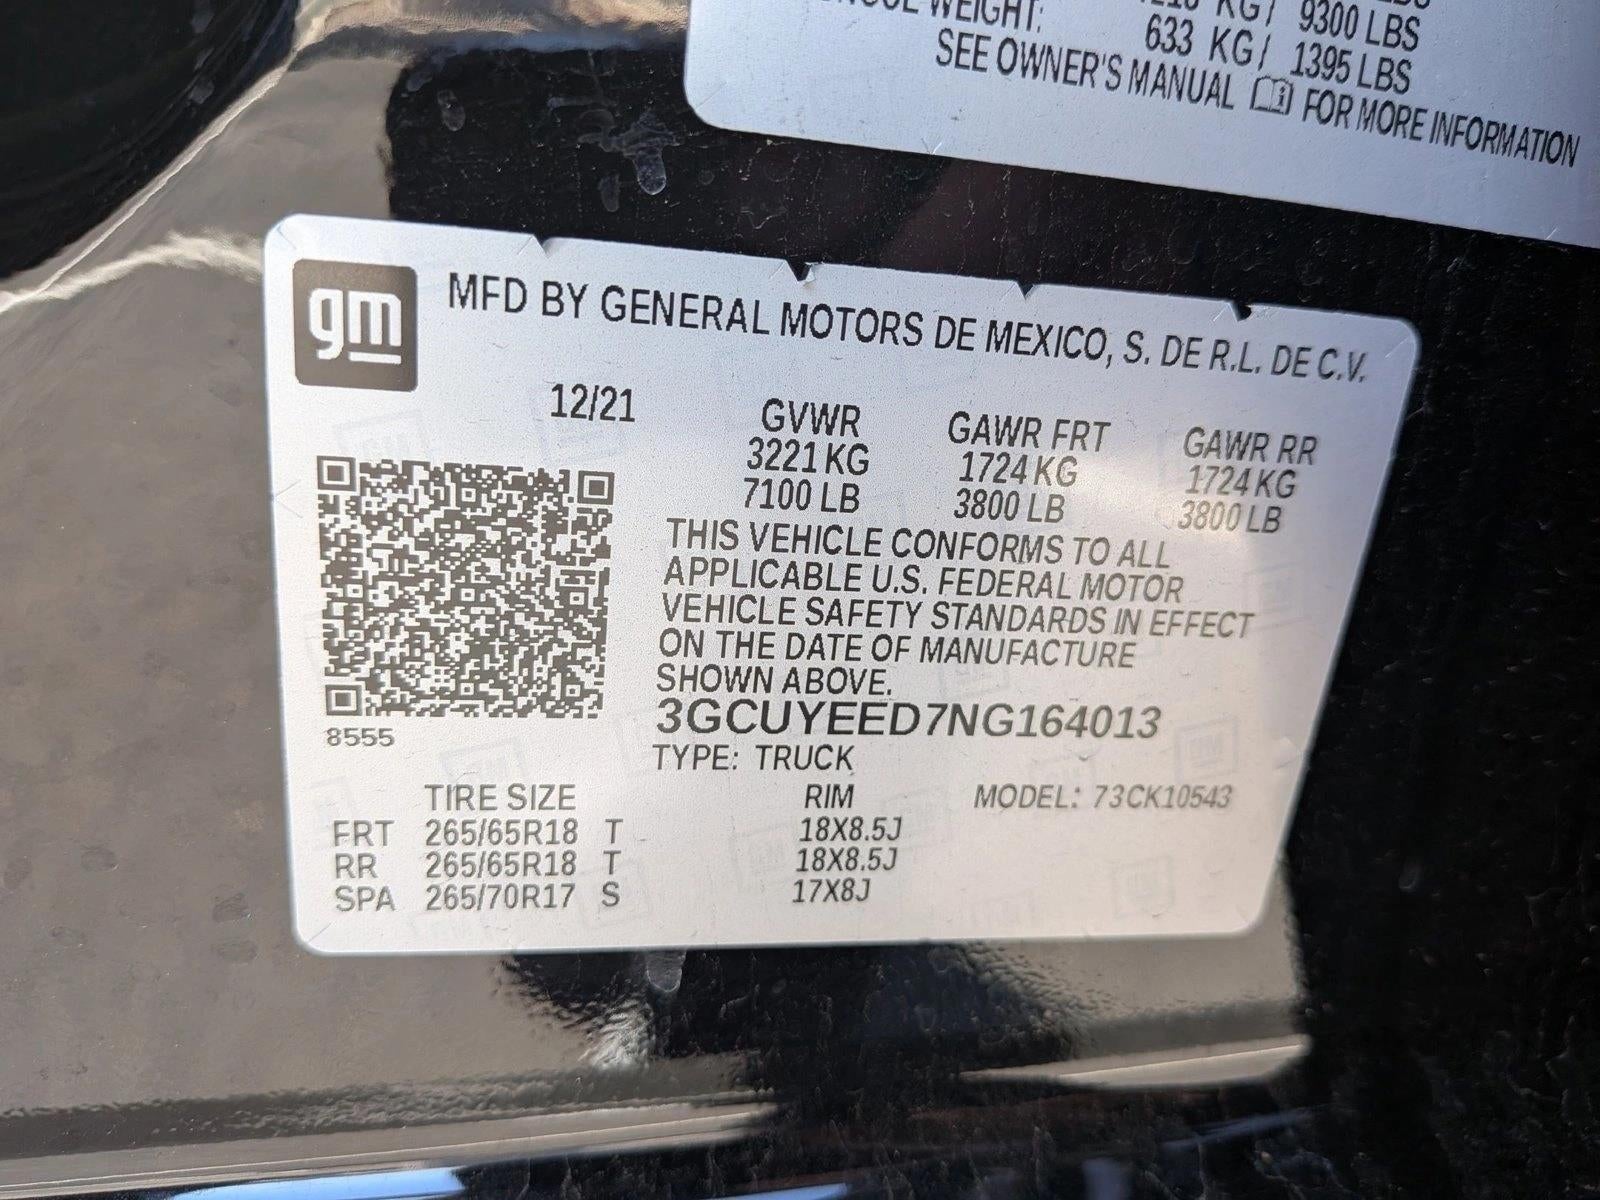 WEIGHT: KG/ 9300 LBS
633 KG/ 1395 LBS
SEE OWNER'S MANUAL FOR MORE INFORMATION
gm
MFD BY GENERAL MOTORS DE MEXICO, S. DE R.L. DE C.V.
12/21
GVWR GAWR FRT GAWR RR
3221 KG 1724 KG 1724 KG
7100 LB 3800 LB 3800 LB
THIS VEHICLE CONFORMS TO ALL
APPLICABLE U.S. FEDERAL MOTOR
VEHICLE SAFETY STANDARDS IN EFFECT
ON THE DATE OF MANUFACTURE
SHOWN ABOVE.
3GCUYEED7NG164013
8555
TYPE: TRUCK
TIRE SIZE RIM MODEL: 73CK10543
FRT 265/65R18 T 18X8.5J
RR 265/65R18 T 18X8.5J
SPA 265/70R17 S 17X8J